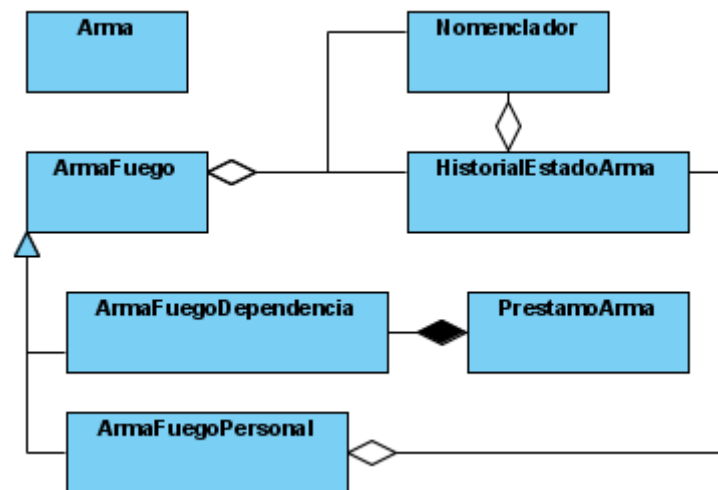 Arma
Nomenclador
ArmaFuego
HistorialEstadoArma
ArmaFuegoDependencia
PrestamoArma
ArmaFuegoPersonal